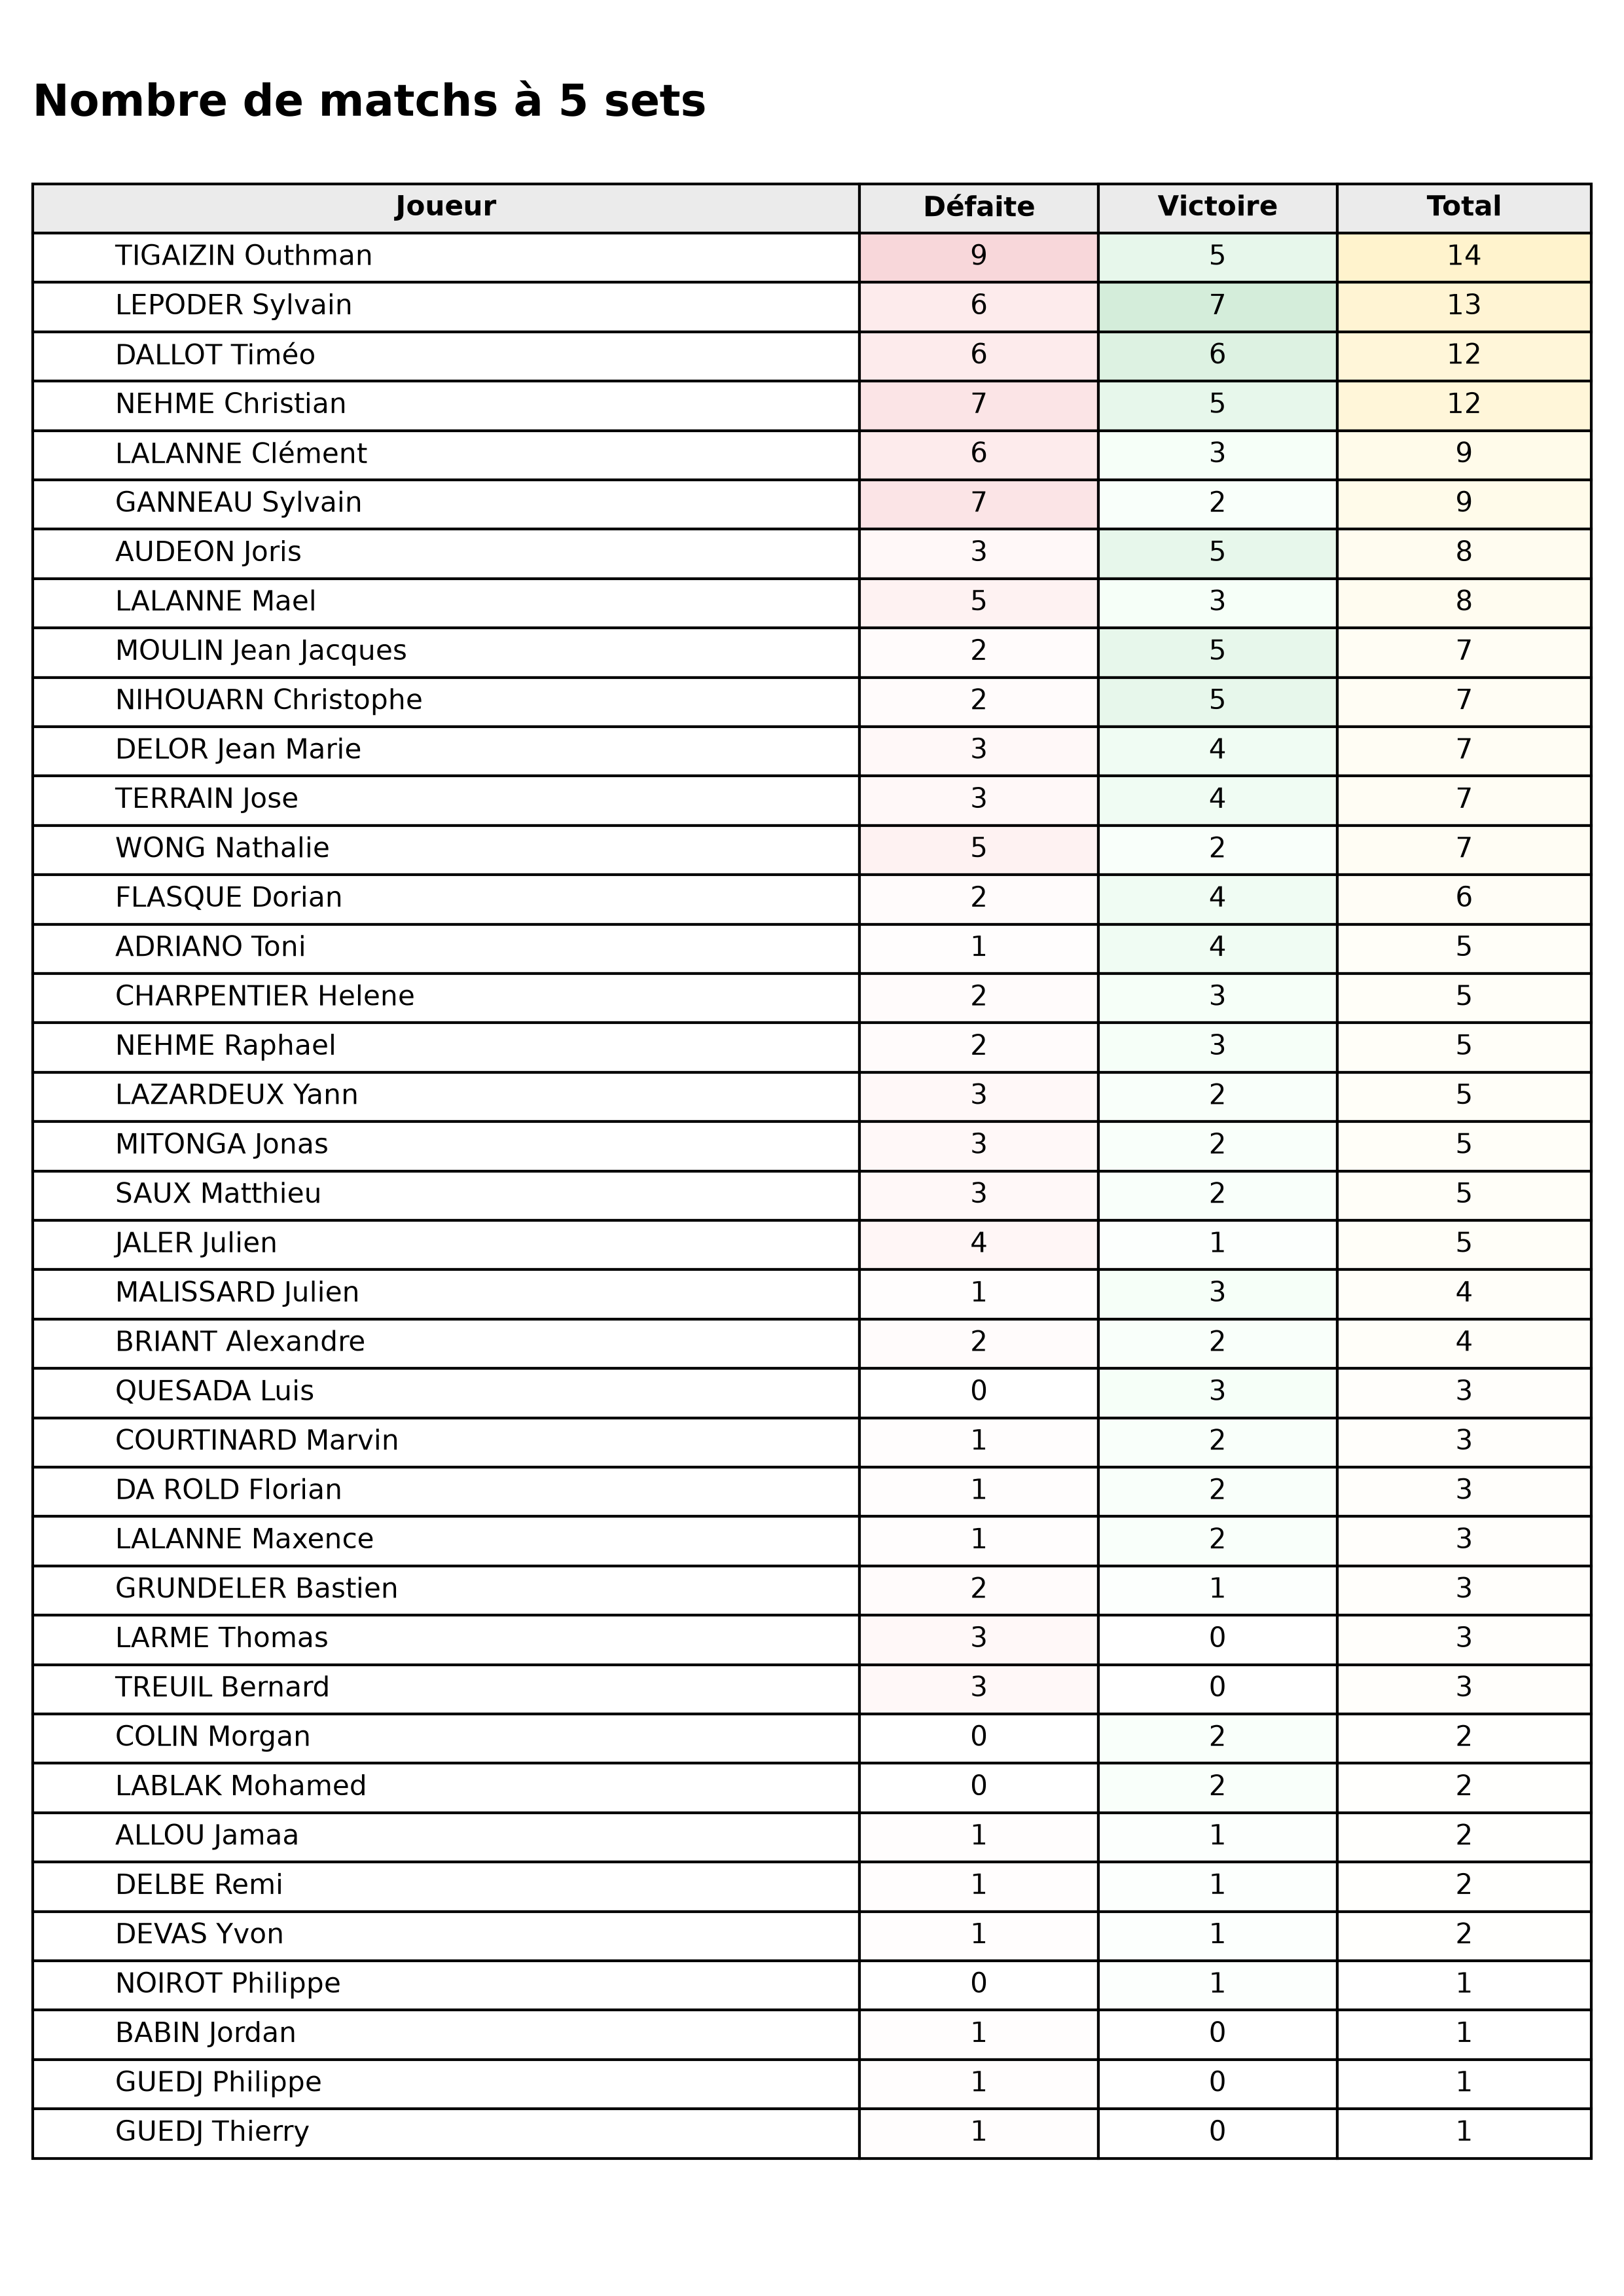 Nombre de matchs à 5 sets
Joueur Défaite Victoire Total
TIGAIZIN Outhman 9 5 14
LEPODER Sylvain 6 7 13
DALLOT Timéo 6 6 12
NEHME Christian 7 5 12
LALANNE Clément 6 3 9
GANNEAU Sylvain 7 2 9
AUDEON Joris 3 5 8
LALANNE Mael 5 3 8
MOULIN Jean Jacques 2 5 7
NIHOUARN Christophe 2 5 7
DELOR Jean Marie 3 4 7
TERRAIN Jose 3 4 7
WONG Nathalie 5 2 7
FLASQUE Dorian 2 4 6
ADRIANO Toni 1 4 5
CHARPENTIER Helene 2 3 5
NEHME Raphael 2 3 5
LAZARDEUX Yann 3 2 5
MITONGA Jonas 3 2 5
SAUX Matthieu 3 2 5
JALER Julien 4 1 5
MALISSARD Julien 1 3 4
BRIANT Alexandre 2 2 4
QUESADA Luis 0 3 3
COURTINARD Marvin 1 2 3
DA ROLD Florian 1 2 3
LALANNE Maxence 1 2 3
GRUNDELER Bastien 2 1 3
LARME Thomas 3 0 3
TREUIL Bernard 3 0 3
COLIN Morgan 0 2 2
LABLAK Mohamed 0 2 2
ALLOU Jamaa 1 1 2
DELBE Remi 1 1 2
DEVAS Yvon 1 1 2
NOIROT Philippe 0 1 1
BABIN Jordan 1 0 1
GUEDJ Philippe 1 0 1
GUEDJ Thierry 1 0 1